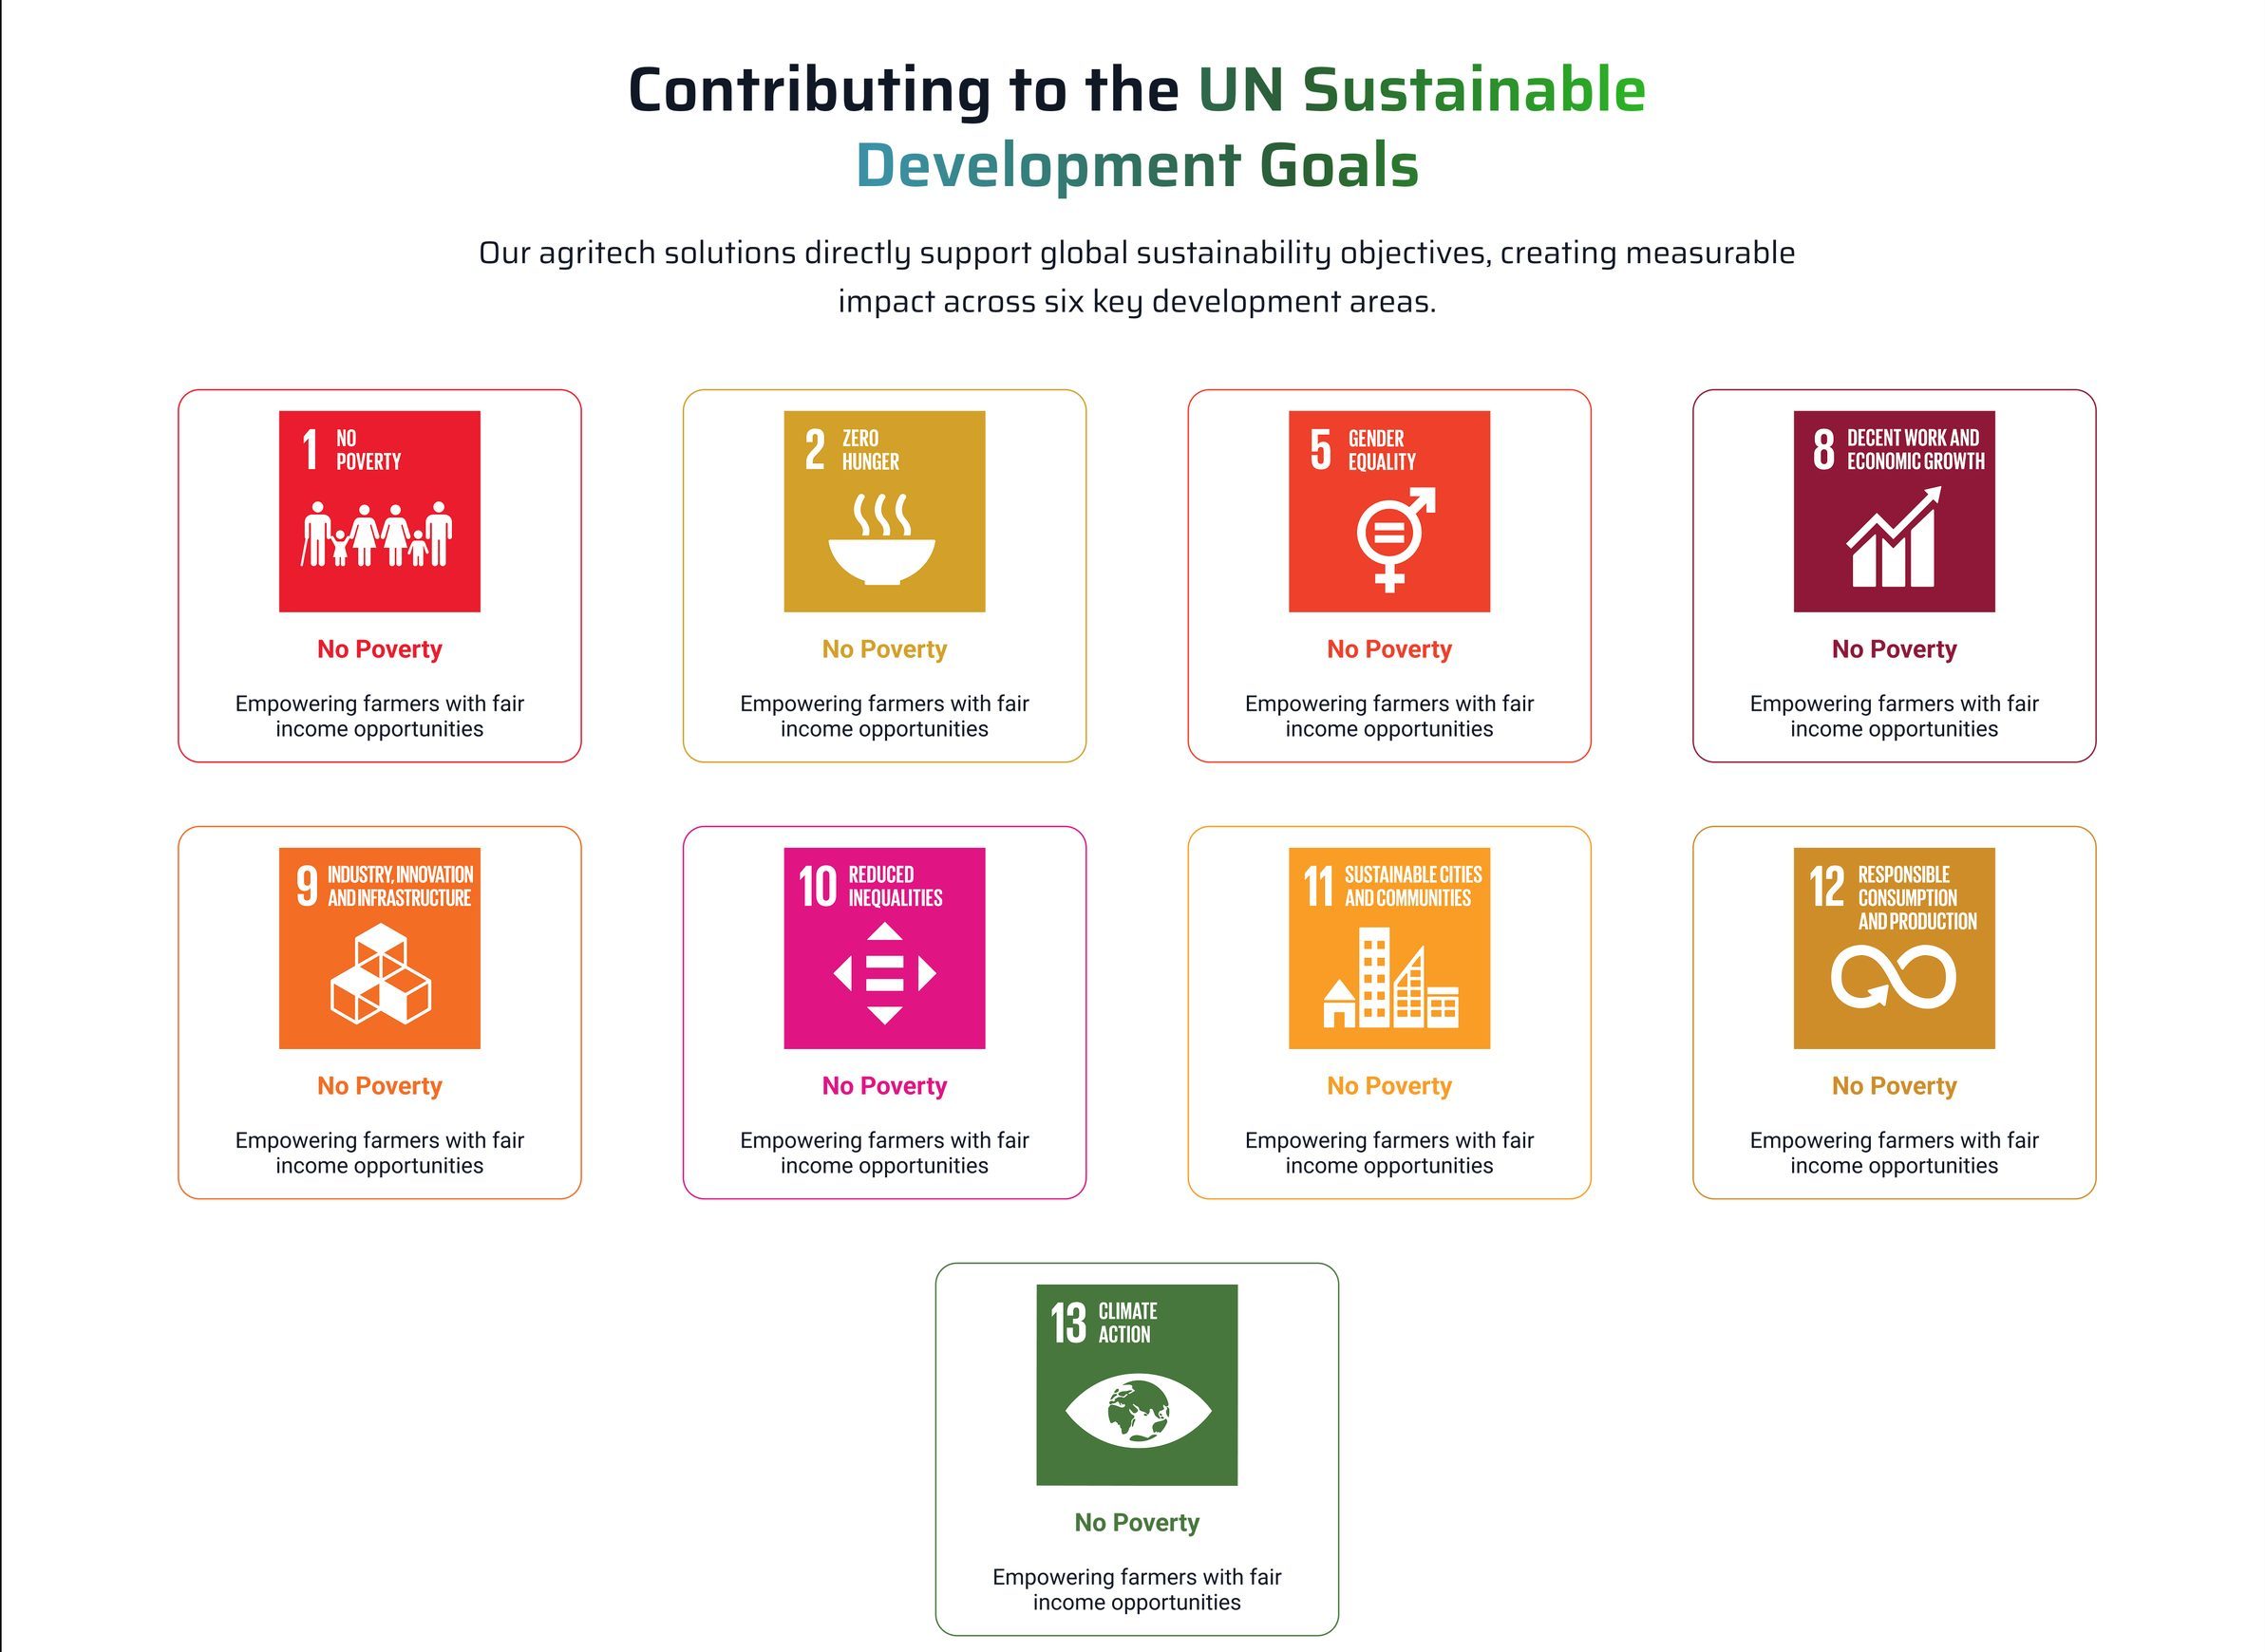 Contributing to the UN Sustainable
Development Goals
Our agritech solutions directly support global sustainability objectives, creating measurable
impact across six key development areas.
1 NO
POVERTY
No Poverty
Empowering farmers with fair
income opportunities
2 ZERO
HUNGER
No Poverty
Empowering farmers with fair
income opportunities
5 GENDER
EQUALITY
No Poverty
Empowering farmers with fair
income opportunities
8 DECENT WORK AND
ECONOMIC GROWTH
No Poverty
Empowering farmers with fair
income opportunities
9 INDUSTRY, INNOVATION
AND INFRASTRUCTURE
No Poverty
Empowering farmers with fair
income opportunities
10 REDUCED
INEQUALITIES
No Poverty
Empowering farmers with fair
income opportunities
11 SUSTAINABLE CITIES
AND COMMUNITIES
No Poverty
Empowering farmers with fair
income opportunities
12 RESPONSIBLE
CONSUMPTION
AND PRODUCTION
No Poverty
Empowering farmers with fair
income opportunities
13 CLIMATE
ACTION
No Poverty
Empowering farmers with fair
income opportunities